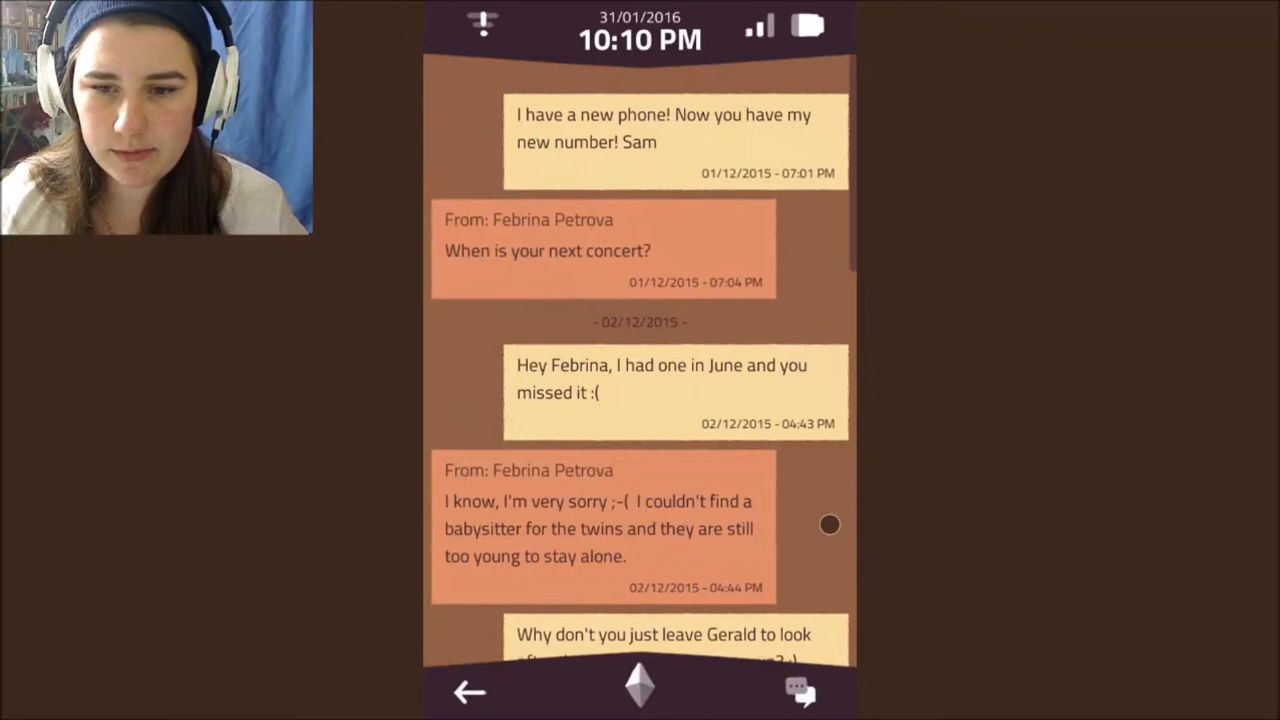 31/01/2016
10:10 PM
I have a new phone! Now you have my
new number! Sam
01/12/2015 - 07:01 PM
From: Febrina Petrova
When is your next concert?
01/12/2015 - 07:04 PM
- 02/12/2015 -
Hey Febrina, I had one in June and you
missed it :(
02/12/2015 - 04:43 PM
From: Febrina Petrova
I know, I'm very sorry ;-( I couldn't find a
babysitter for the twins and they are still
too young to stay alone.
02/12/2015 - 04:44 PM
Why don't you just leave Gerald to look